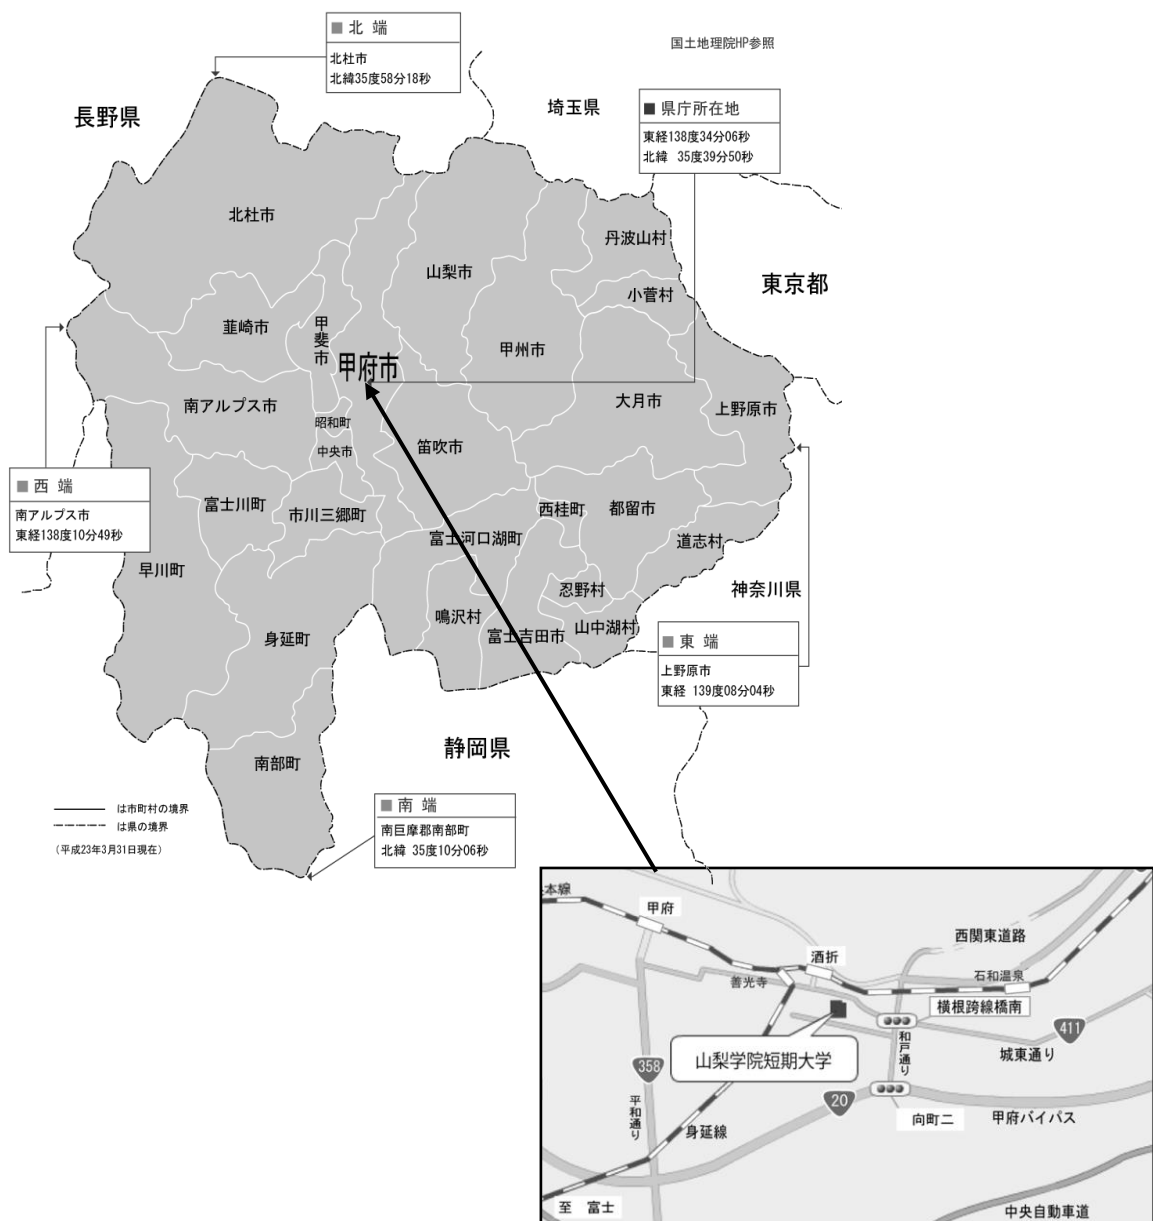 ■ 北 端
北杜市
北緯35度58分18秒
国土地理院HP参照
長野県
埼玉県
■ 県庁所在地
東経138度34分06秒
北緯 35度39分50秒
北杜市
丹波山村
山梨市
東京都
小菅村
韮崎市
甲斐市
甲州市
甲府市
大月市
南アルプス市
上野原市
昭和町
笛吹市
中央市
■ 西 端
南アルプス市
東経138度10分49秒
富士川町
市川三郷町
西桂町
都留市
富士河口湖町
道志村
早川町
忍野村
神奈川県
鳴沢村
山中湖村
富士吉田市
身延町
■ 東 端
上野原市
東経 139度08分04秒
静岡県
南部町
は市町村の境界
は県の境界
(平成23年3月31日現在)
■ 南 端
南巨摩郡南部町
北緯 35度10分06秒
本線
甲府
西関東道路
酒折
石和温泉
善光寺
横根跨線橋南
411
和戸通り
城東通り
山梨学院短期大学
358
20
平和通り
向町二
甲府バイパス
身延線
至 富士
中央自動車道